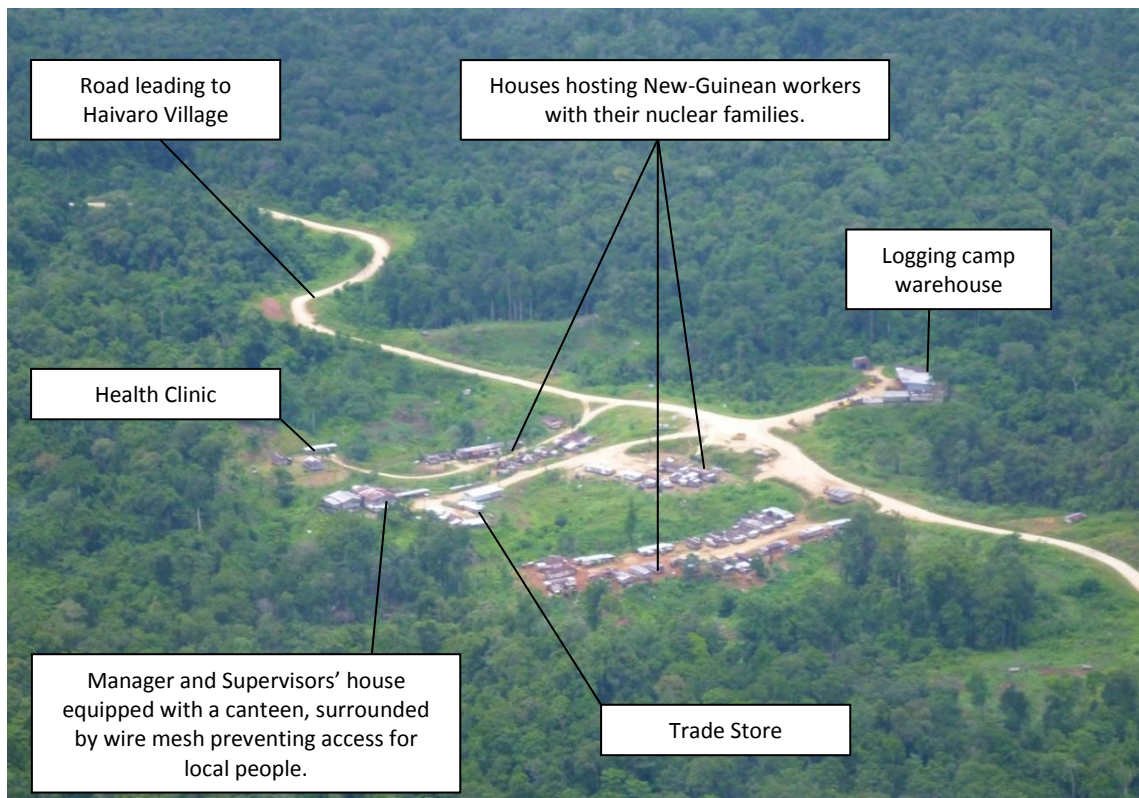 Road leading to
Haivaro Village
Houses hosting New-Guinean workers
with their nuclear families.
Logging camp
warehouse
Health Clinic
Manager and Supervisors’ house
equipped with a canteen, surrounded
by wire mesh preventing access for
local people.
Trade Store